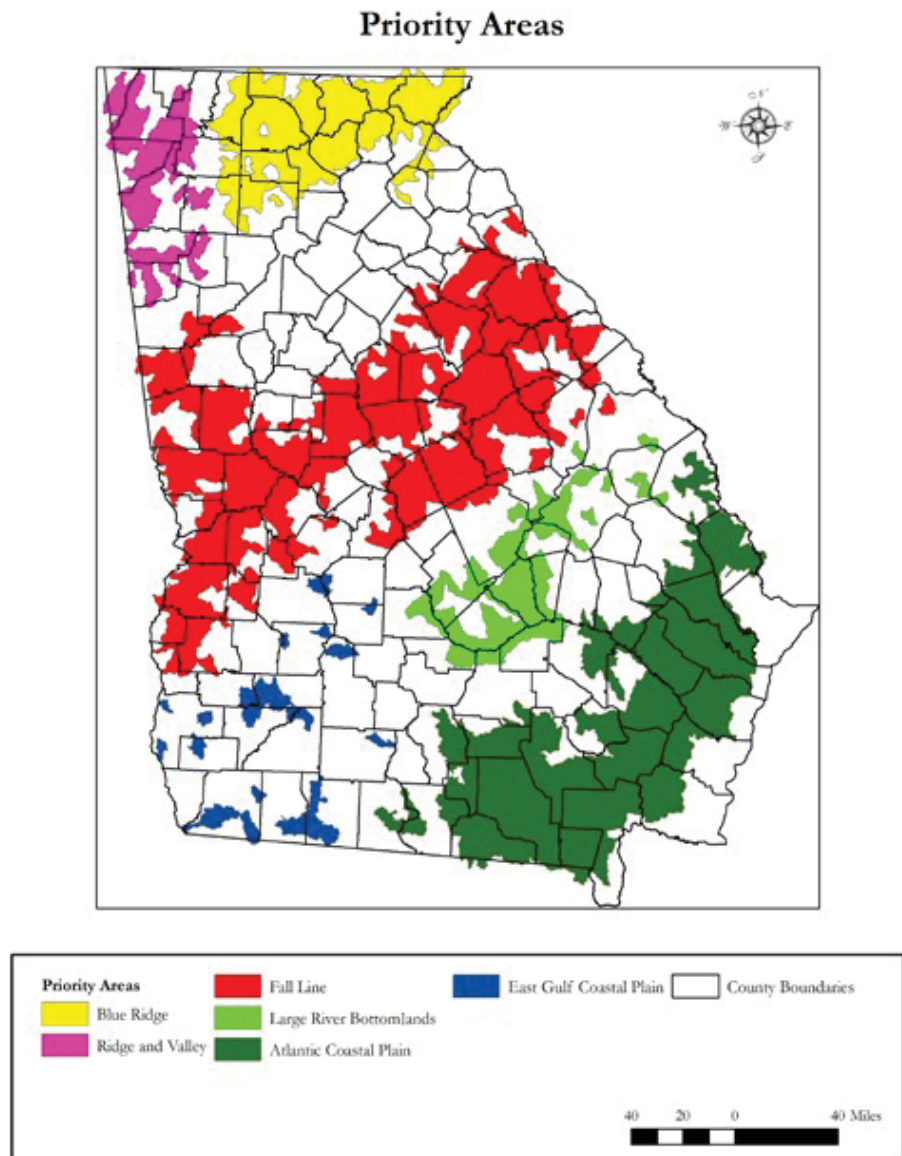 Priority Areas
N
W E
S
Priority Areas
Blue Ridge
Ridge and Valley
Fall Line
Large River Bottomlands
Atlantic Coastal Plain
East Gulf Coastal Plain
County Boundaries
40 20 0 40 Miles